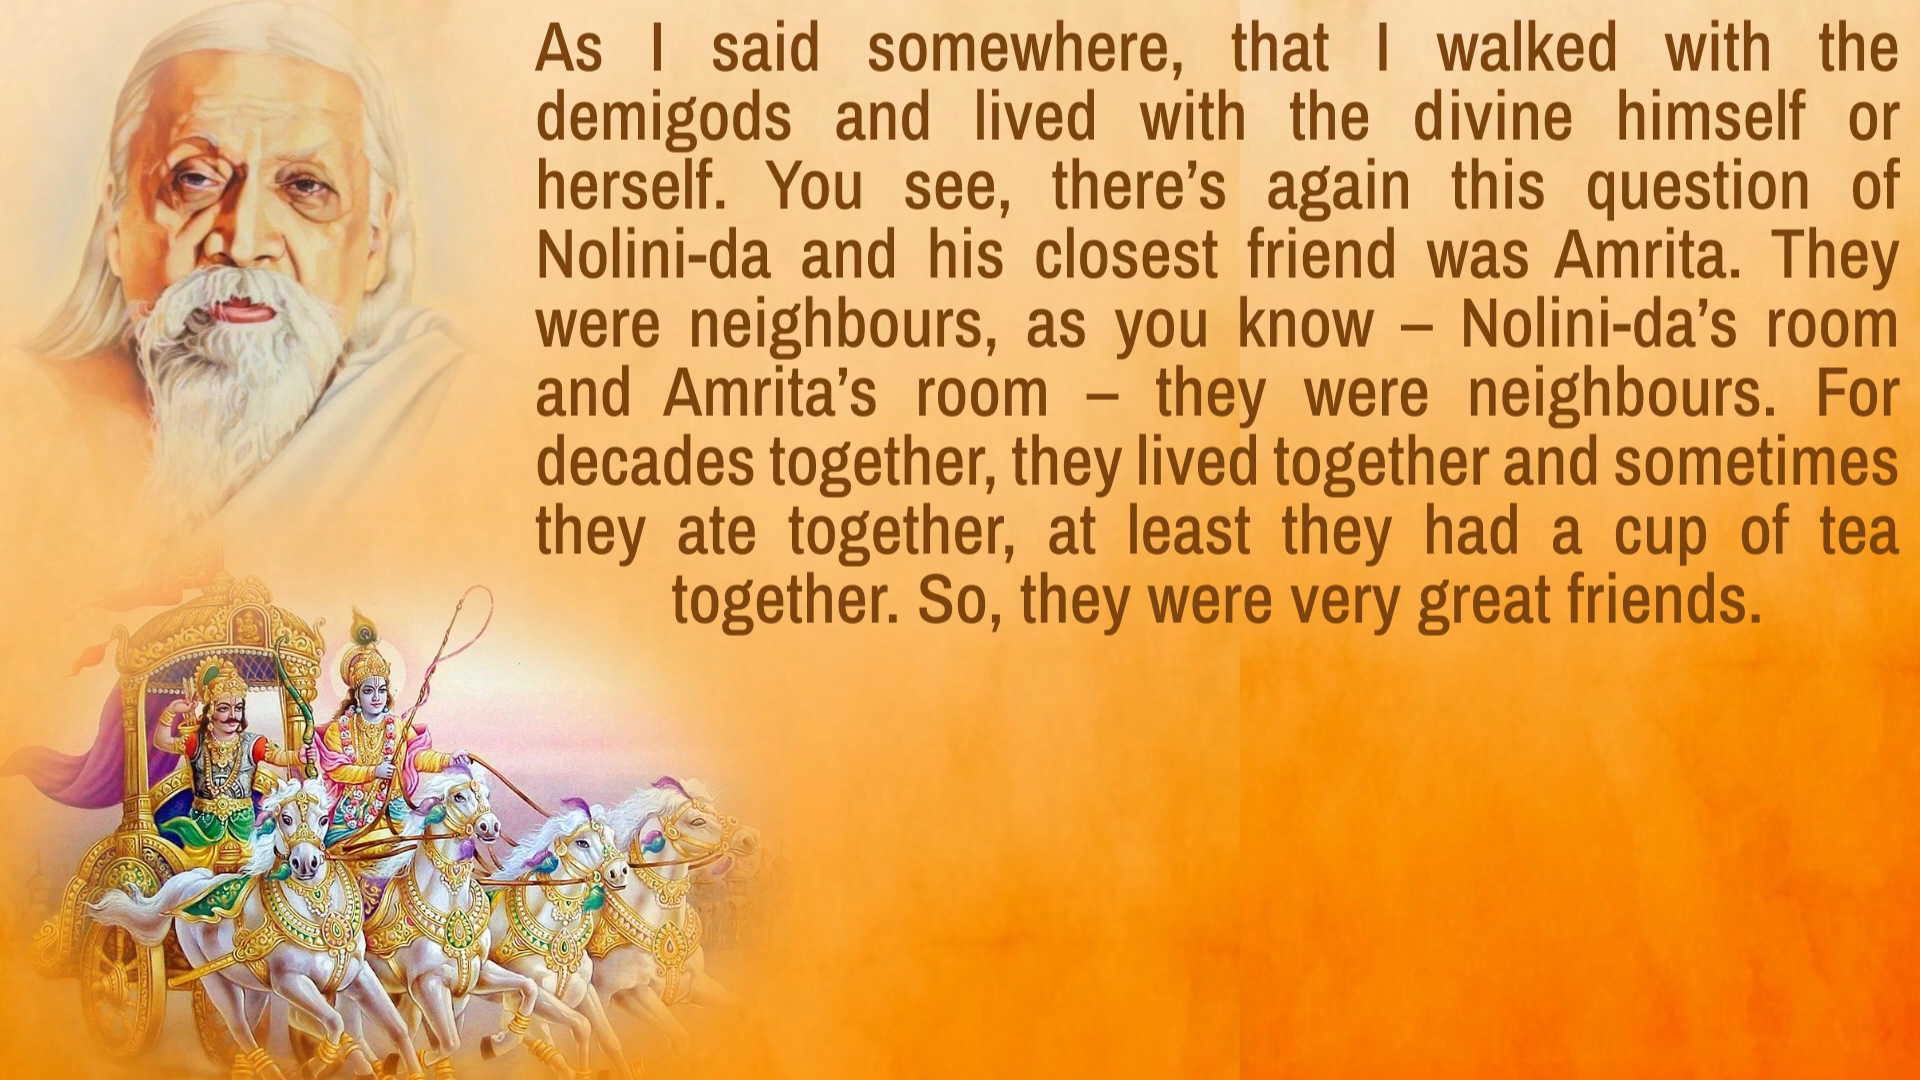 As I said somewhere, that I walked with the
demigods and lived with the divine himself or
herself. You see, there’s again this question of
Nolini-da and his closest friend was Amrita. They
were neighbours, as you know – Nolini-da’s room
and Amrita’s room – they were neighbours. For
decades together, they lived together and sometimes
they ate together, at least they had a cup of tea
together. So, they were very great friends.